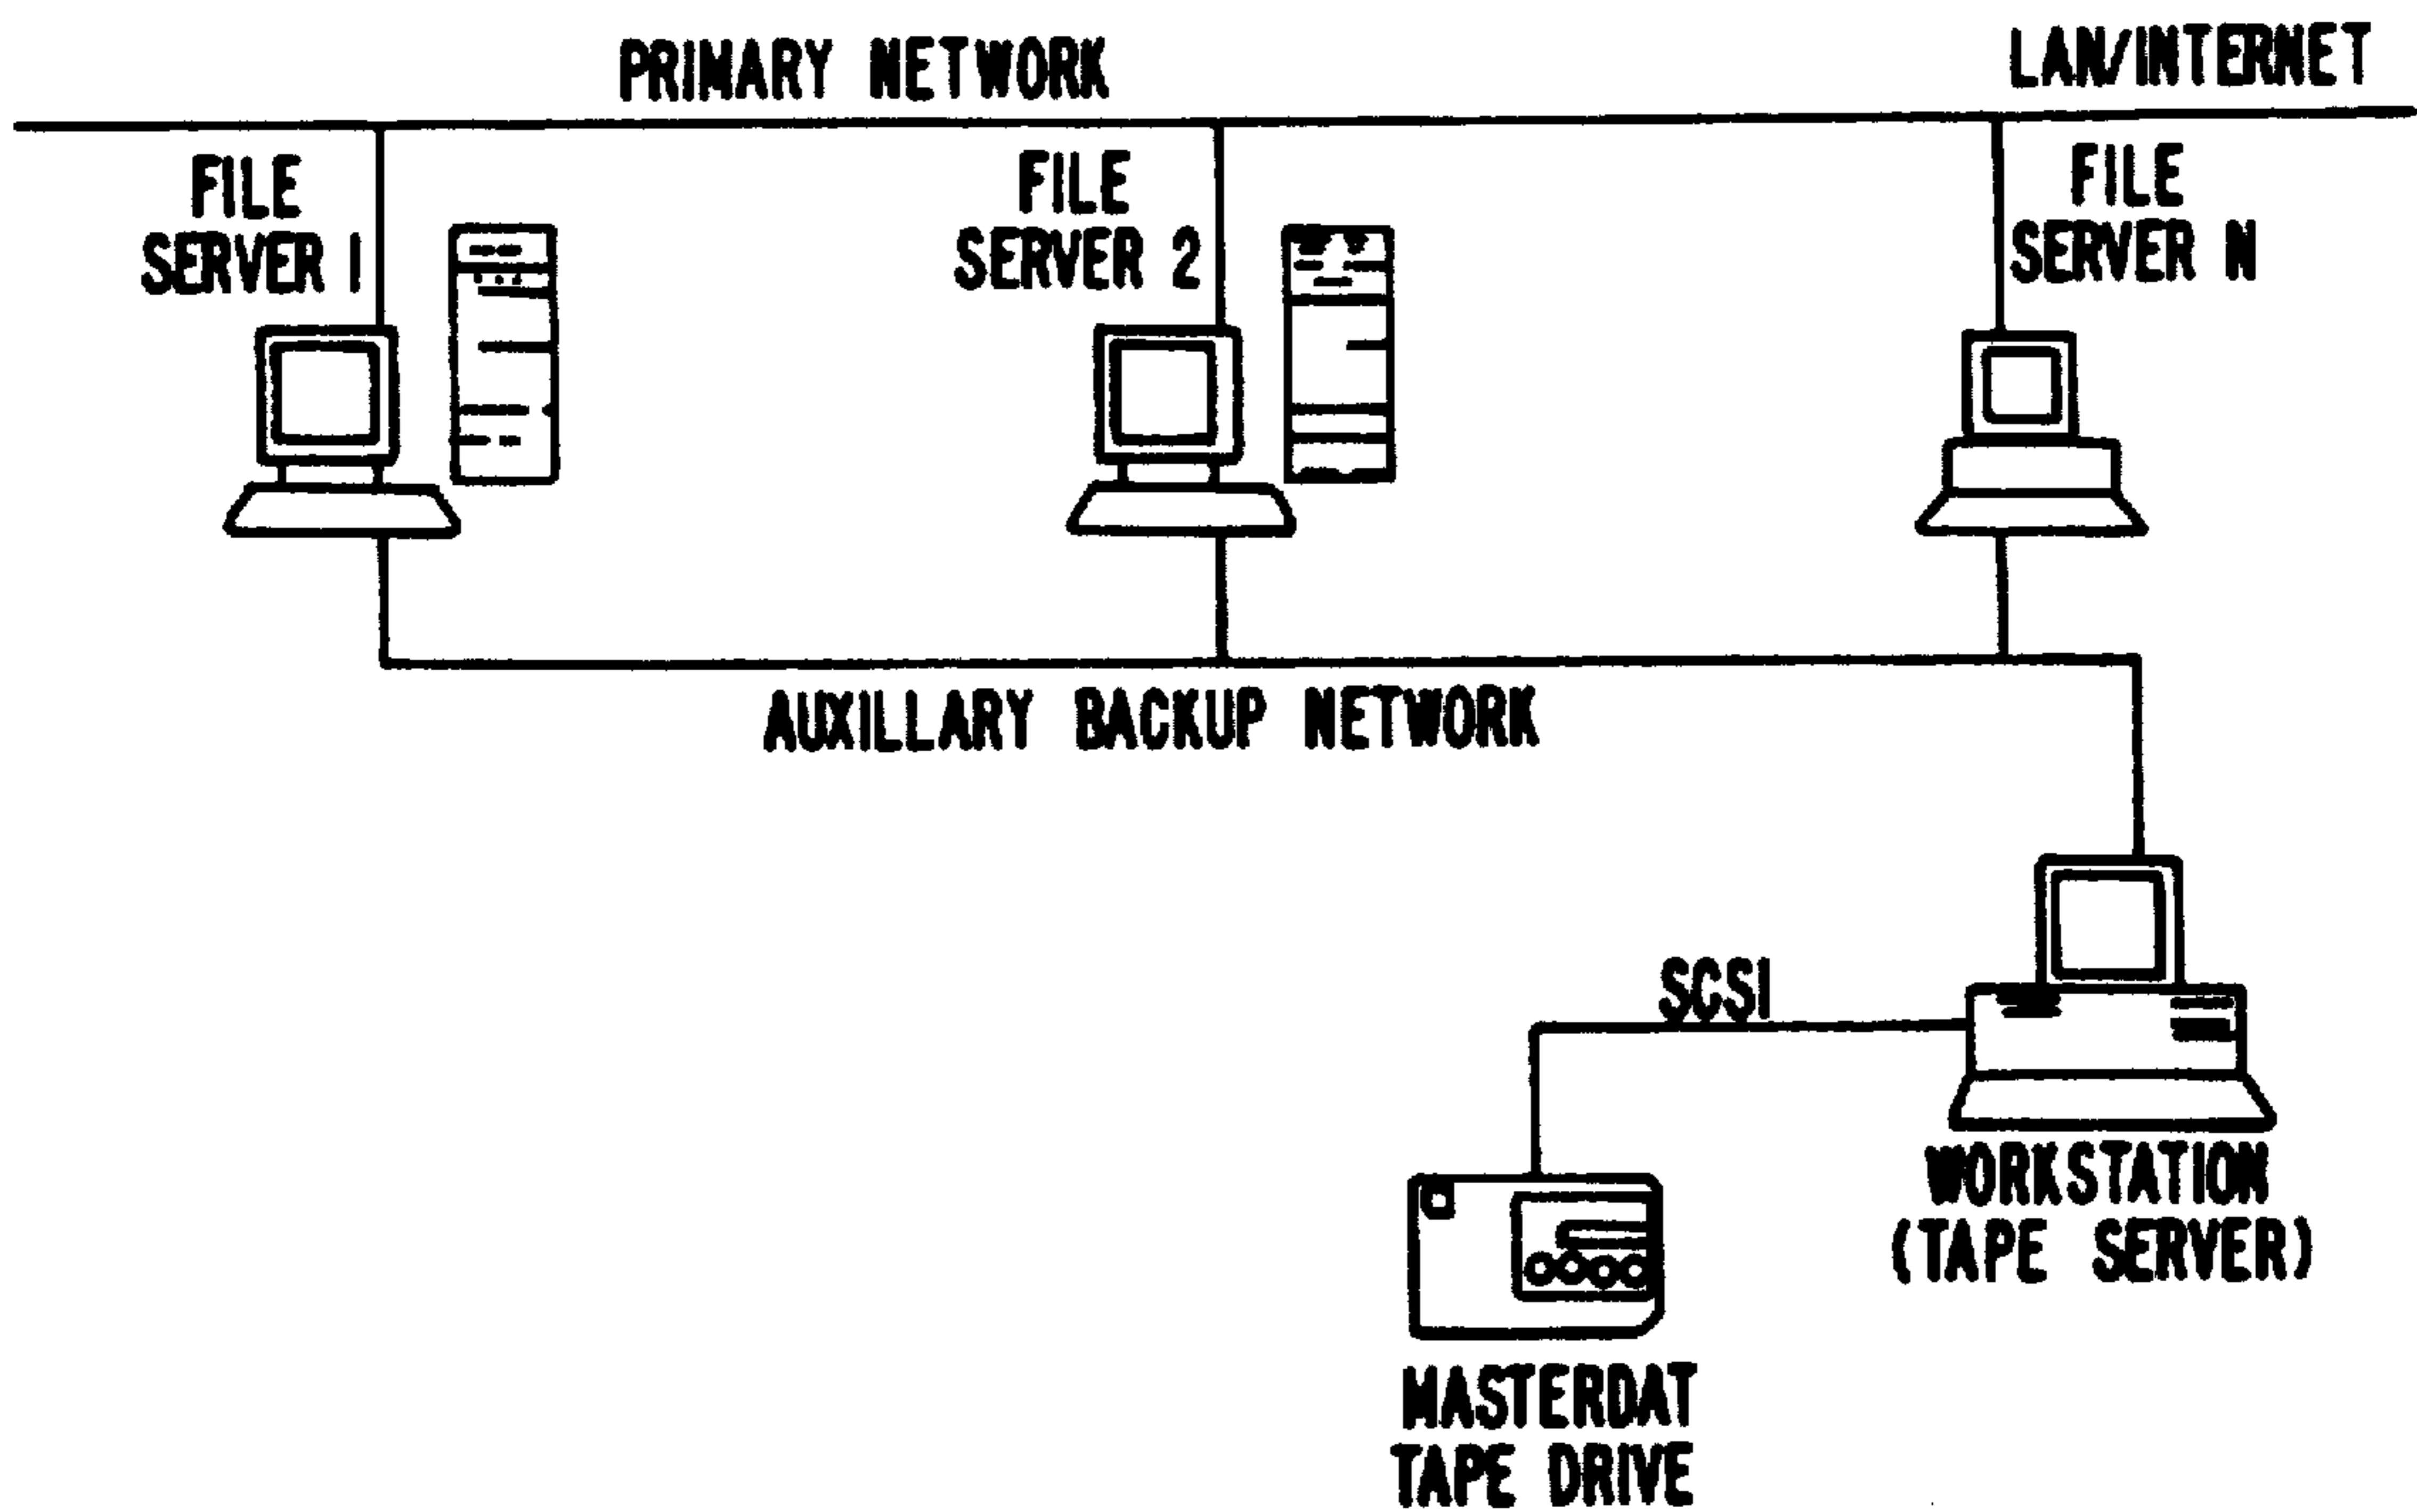 PRIMARY NETWORK
LAN/INTERNET
FILE
SERVER 1
FILE
SERVER 2
FILE
SERVER N
AUXILLARY BACKUP NETWORK
SCSI
WORKSTATION
(TAPE SERVER)
MASTERDAT
TAPE DRIVE